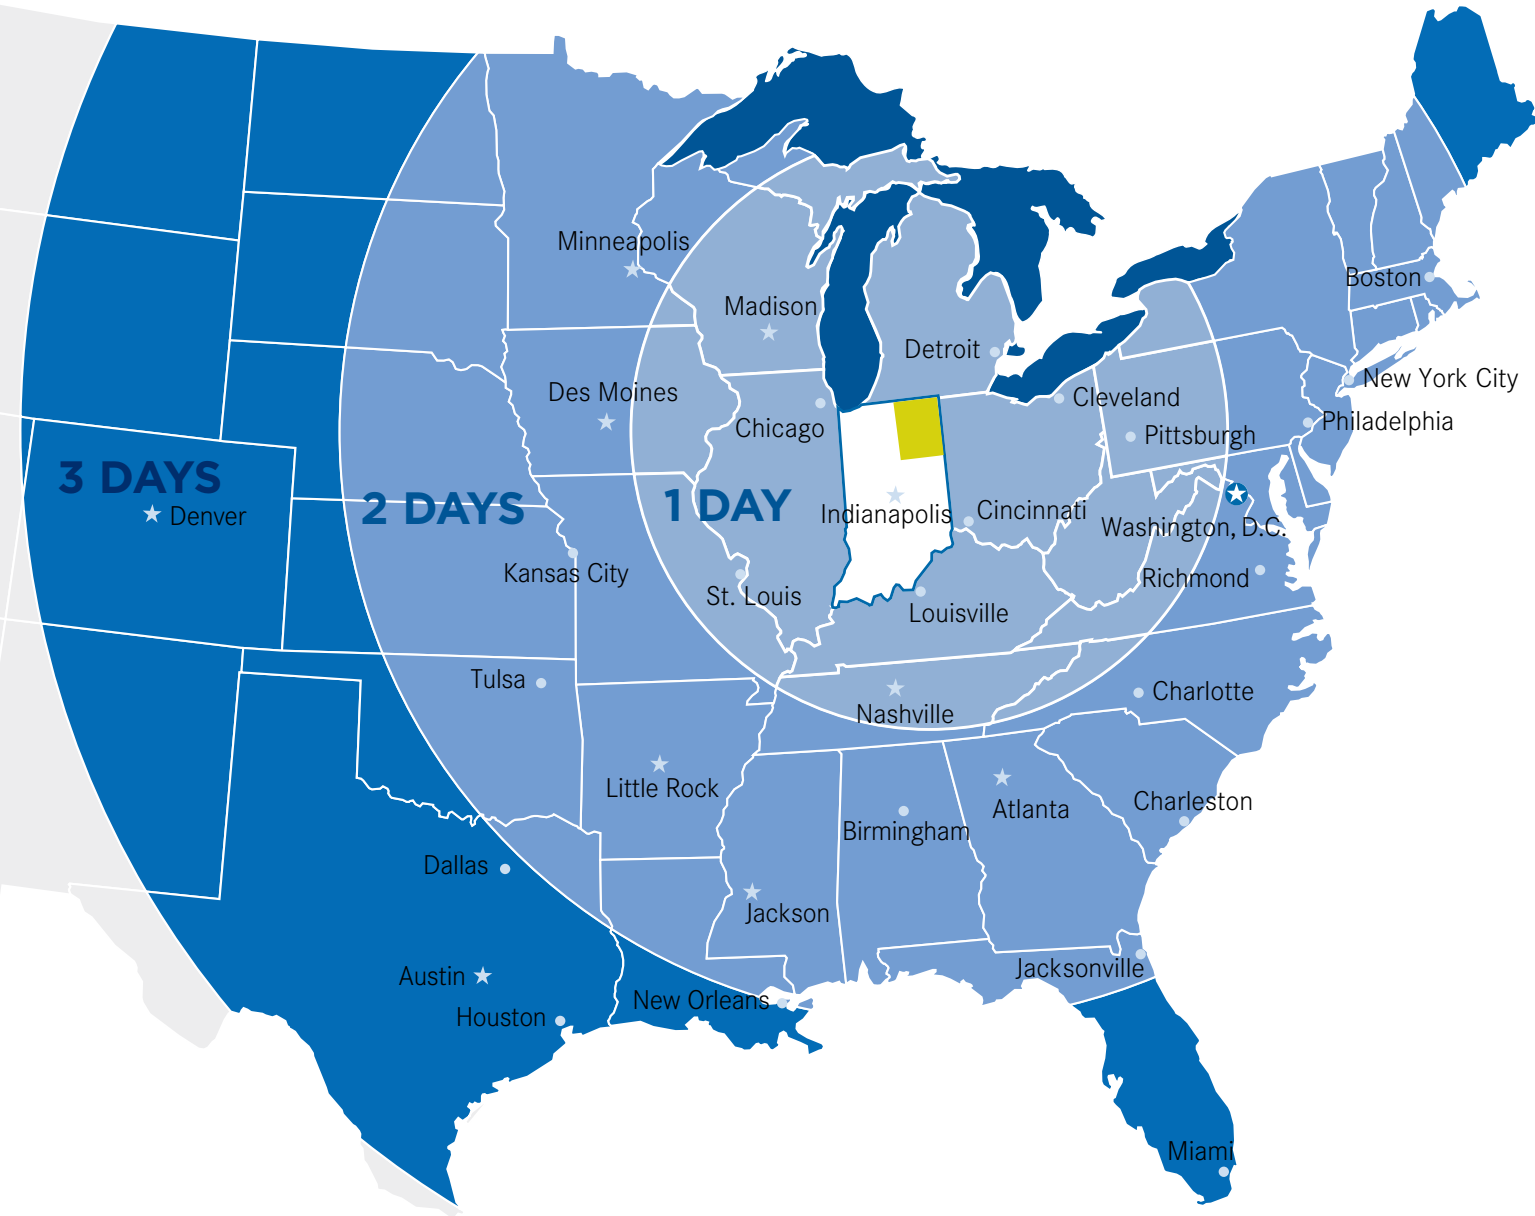 Minneapolis
Boston
Madison
Detroit
New York City
Des Moines
Cleveland
Chicago
Philadelphia
Pittsburgh
3 DAYS
Denver
2 DAYS
1 DAY
Indianapolis
Cincinnati
Washington, D.C.
Kansas City
Richmond
St. Louis
Louisville
Tulsa
Charlotte
Nashville
Little Rock
Charleston
Atlanta
Birmingham
Dallas
Jackson
Jacksonville
Austin
New Orleans
Houston
Miami